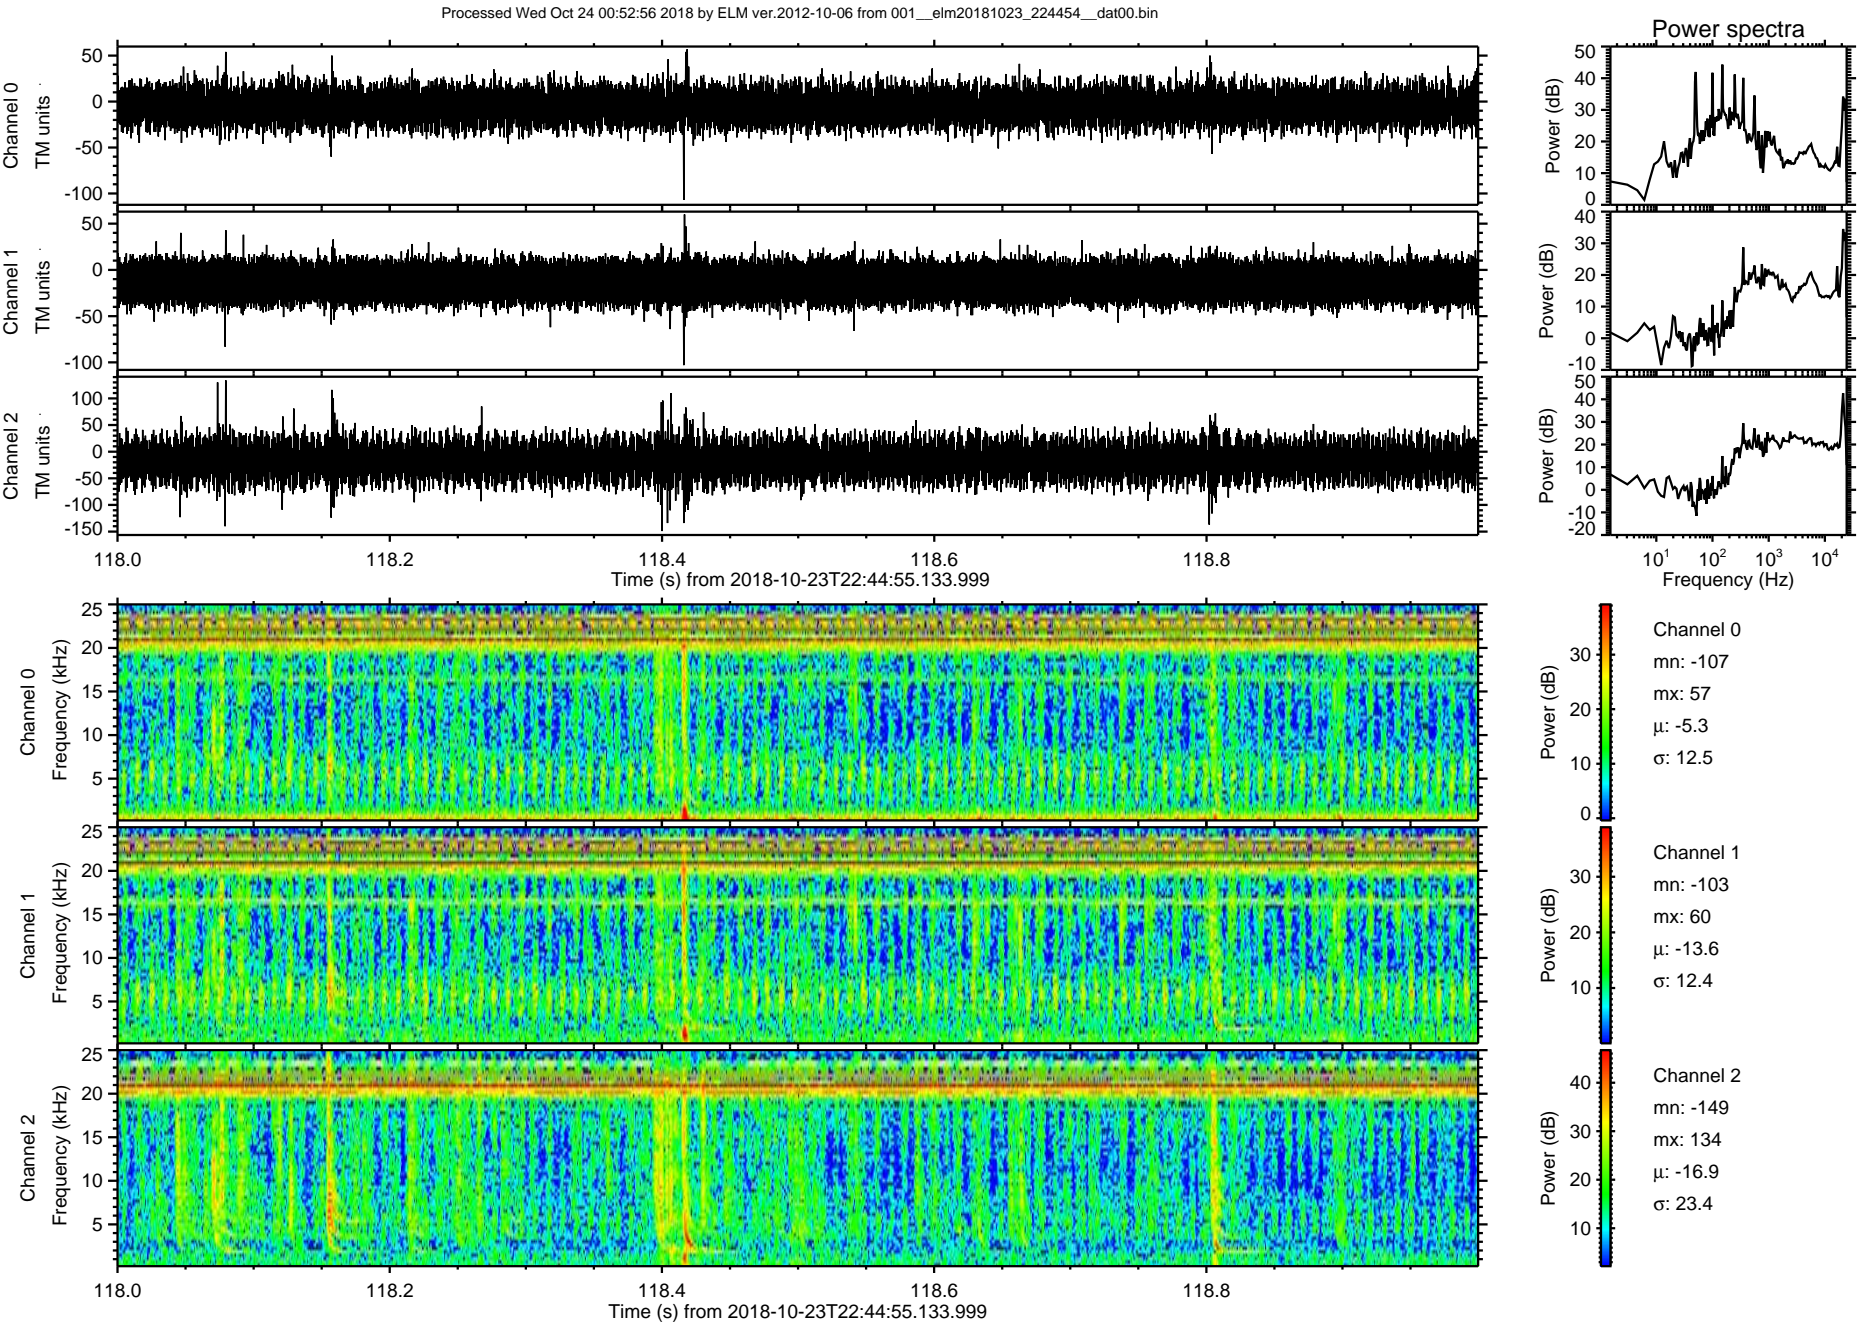 Processed Wed Oct 24 00:52:56 2018 by ELM ver.2012-10-06 from 001__elm20181023_224454__dat00.bin
Power spectra
Channel 0
TM units
50
0
-50
-100
Power (dB)
50
40
30
20
10
0
Channel 1
TM units
50
0
-50
-100
Power (dB)
40
30
20
10
0
-10
Channel 2
TM units
100
50
0
-50
-100
-150
Power (dB)
50
40
30
20
10
0
-10
-20
118.0 118.2 118.4 118.6 118.8
Time (s) from 2018-10-23T22:44:55.133.999
10¹ 10² 10³ 10⁴
Frequency (Hz)
Channel 0
Frequency (kHz)
25
20
15
10
5
Power (dB)
30
20
10
0
Channel 0
mn: -107
mx: 57
μ: -5.3
σ: 12.5
Channel 1
Frequency (kHz)
25
20
15
10
5
Power (dB)
30
20
10
Channel 1
mn: -103
mx: 60
μ: -13.6
σ: 12.4
Channel 2
Frequency (kHz)
25
20
15
10
5
Power (dB)
40
30
20
10
Channel 2
mn: -149
mx: 134
μ: -16.9
σ: 23.4
118.0 118.2 118.4 118.6 118.8
Time (s) from 2018-10-23T22:44:55.133.999